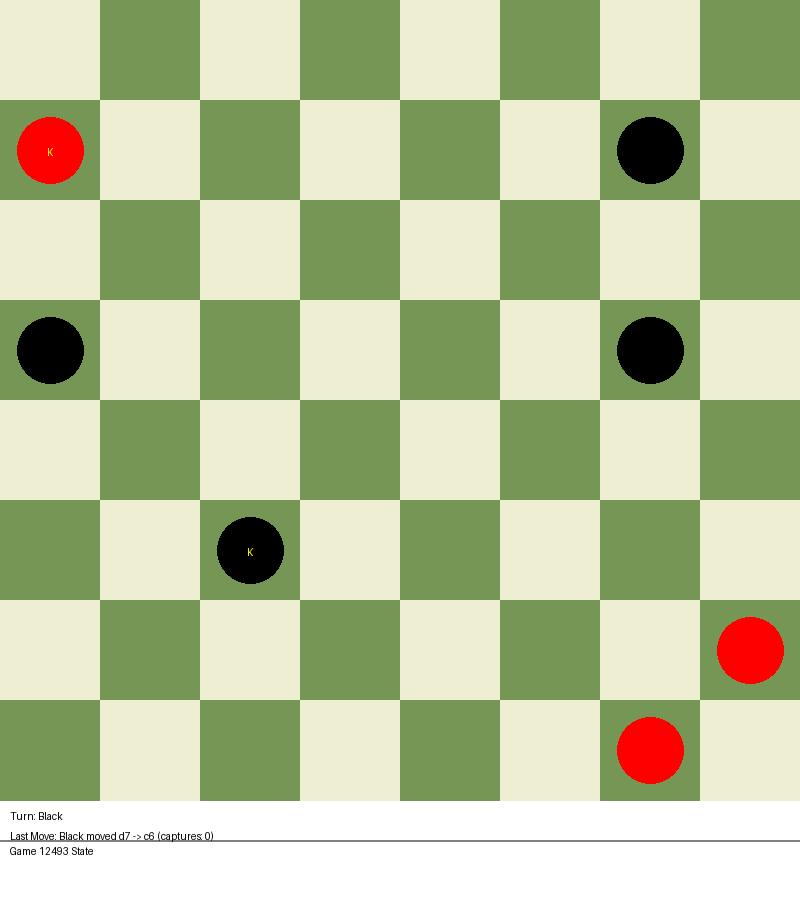 K
K
Turn: Black
Last Move: Black moved d7 -> c6 (captures: 0)
Game 12493 State